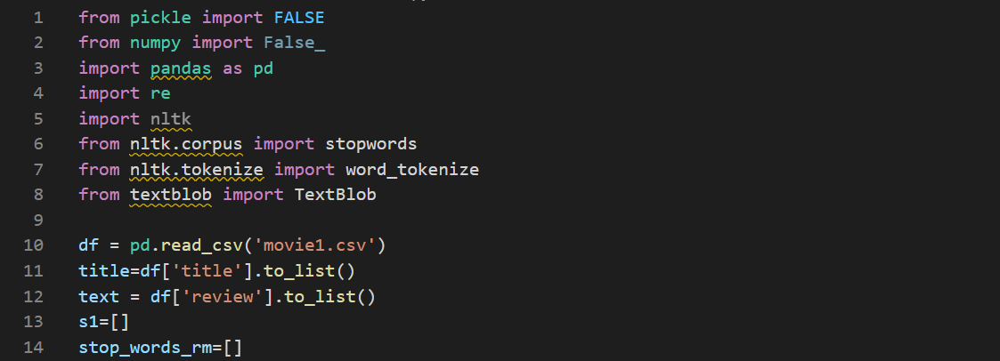 1 from pickle import FALSE
2 from numpy import False_
3 import pandas as pd
4 import re
5 import nltk
6 from nltk.corpus import stopwords
7 from nltk.tokenize import word_tokenize
8 from textblob import TextBlob
9
10 df = pd.read_csv('movie1.csv')
11 title=df['title'].to_list()
12 text = df['review'].to_list()
13 s1=[]
14 stop_words_rm=[]